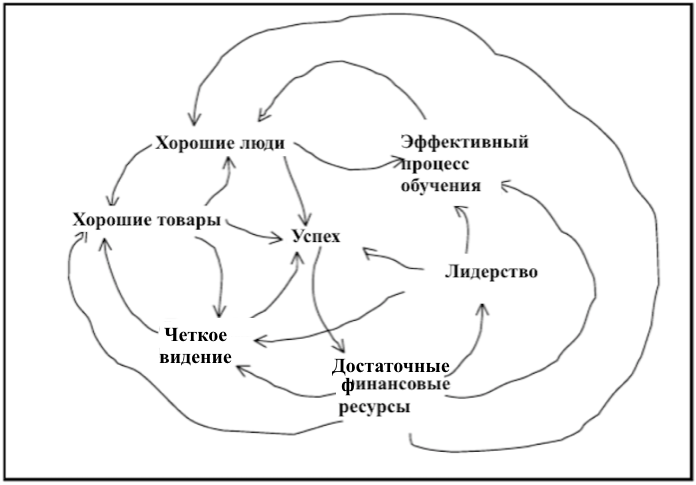 Хорошие люди
Эффективный
процесс
обучения
Хорошие товары
Успех
Лидерство
Четкое
видение
Достаточные
финансовые
ресурсы